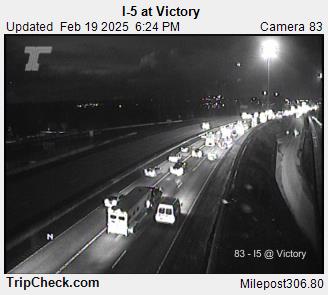 I-5 at Victory
Updated Feb 19 2025 6:24 PM Camera 83
T
N
83 - I5 @ Victory
TripCheck.com Milepost306.80